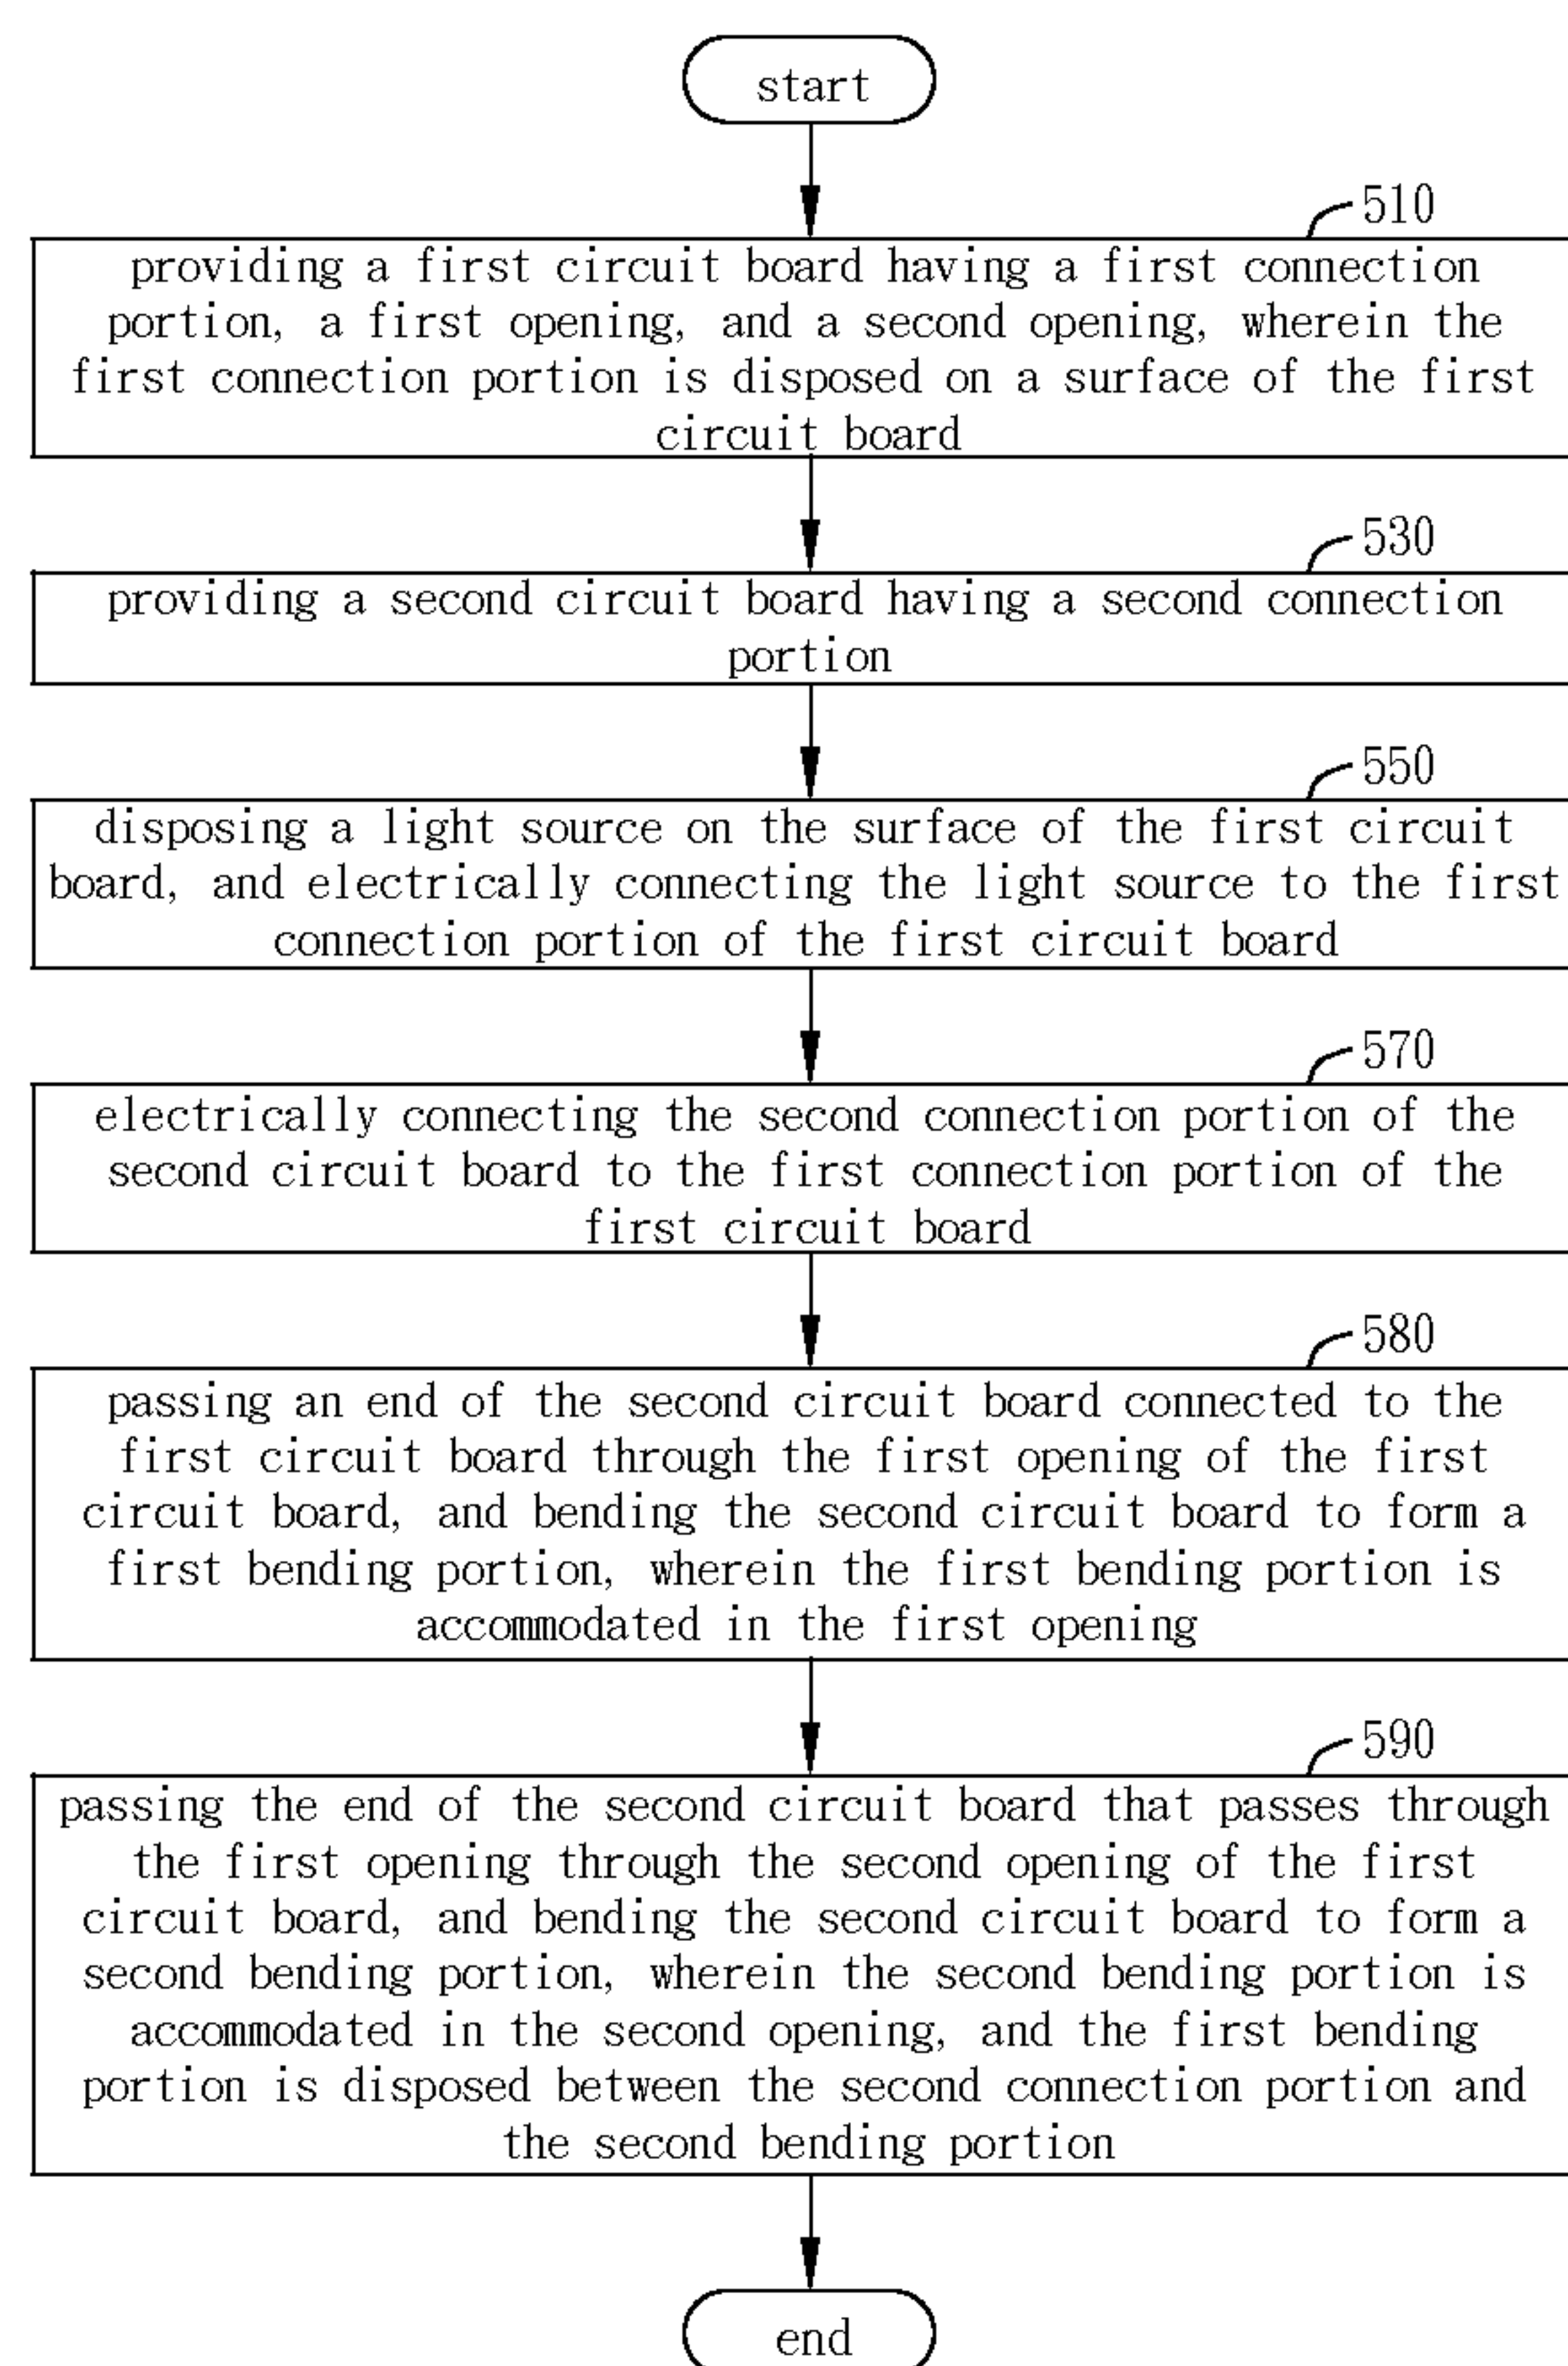 start
510
providing a first circuit board having a first connection
portion, a first opening, and a second opening, wherein the
first connection portion is disposed on a surface of the first
circuit board
530
providing a second circuit board having a second connection
portion
550
disposing a light source on the surface of the first circuit
board, and electrically connecting the light source to the first
connection portion of the first circuit board
570
electrically connecting the second connection portion of the
second circuit board to the first connection portion of the
first circuit board
580
passing an end of the second circuit board connected to the
first circuit board through the first opening of the first
circuit board, and bending the second circuit board to form a
first bending portion, wherein the first bending portion is
accommodated in the first opening
590
passing the end of the second circuit board that passes through
the first opening through the second opening of the first
circuit board, and bending the second circuit board to form a
second bending portion, wherein the second bending portion is
accommodated in the second opening, and the first bending
portion is disposed between the second connection portion and
the second bending portion
end